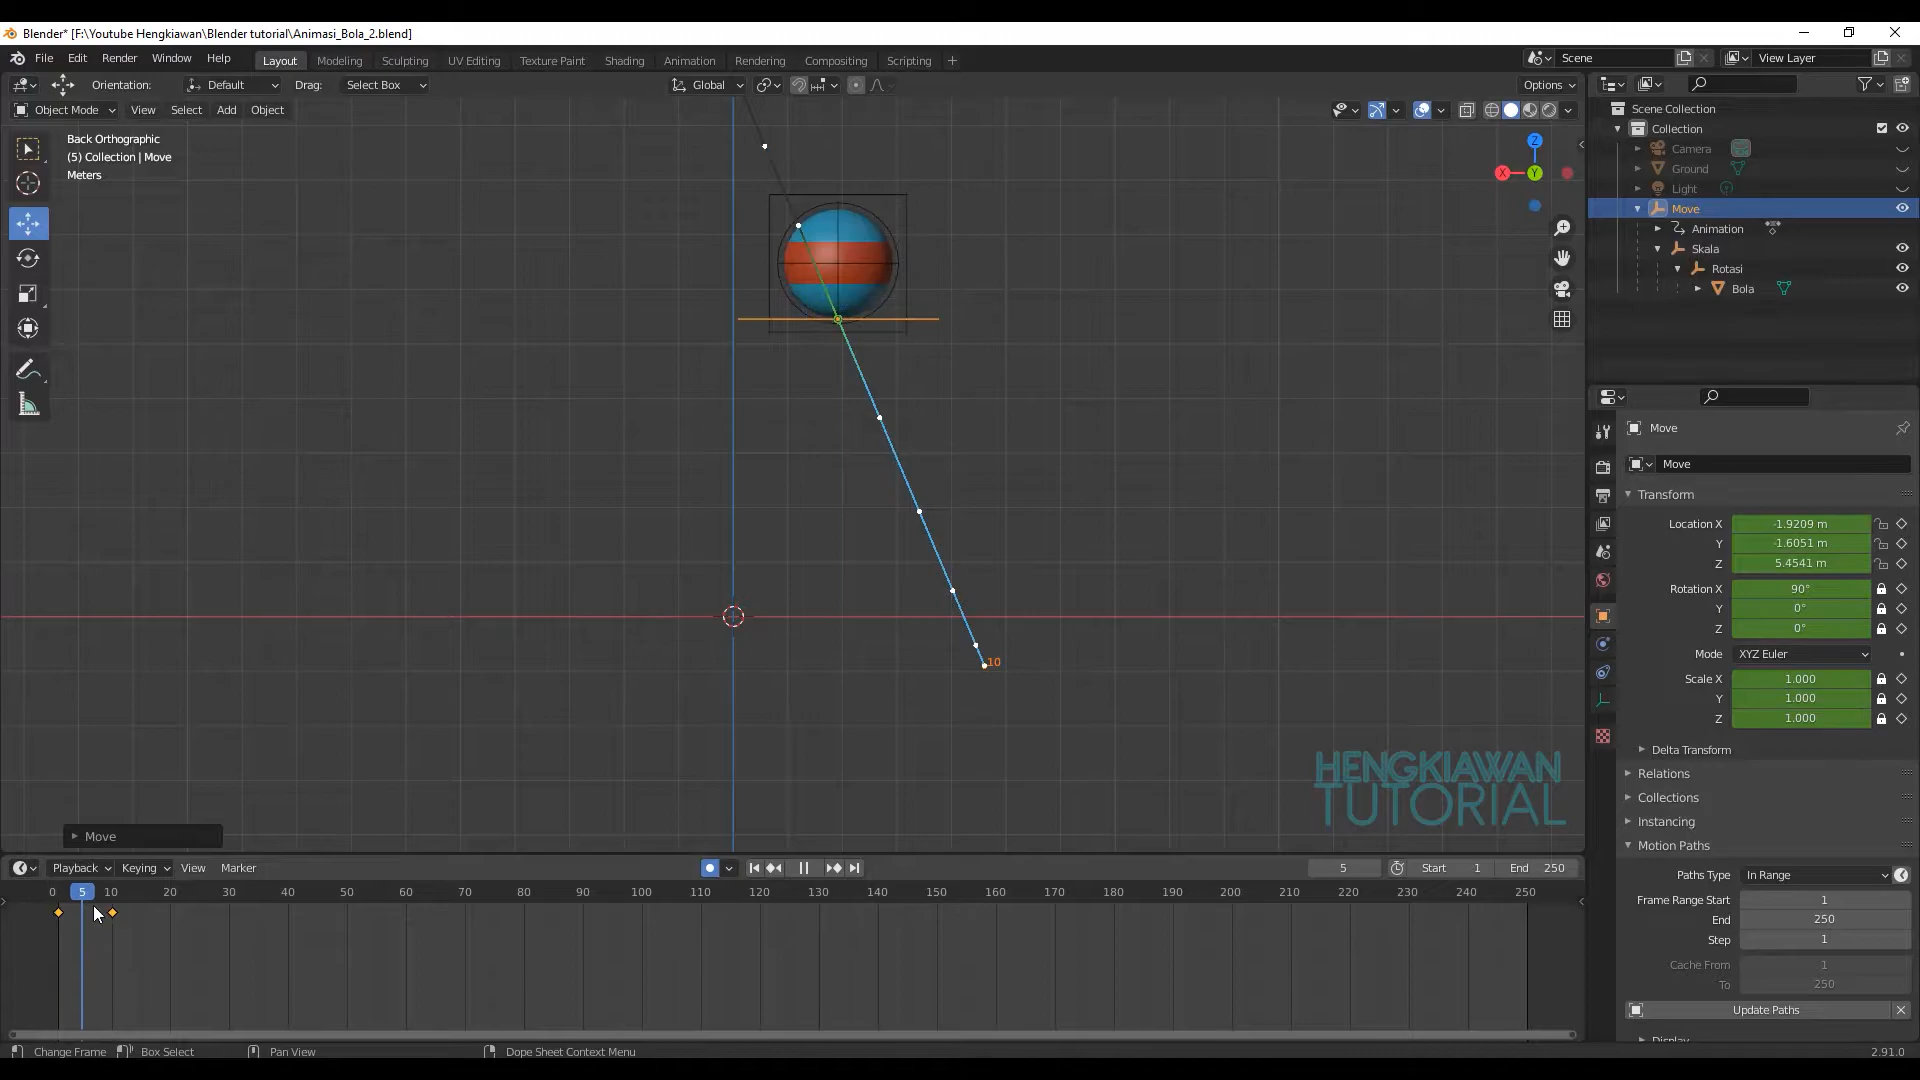 Blender* [F:\Youtube Hengkiawan\Blender tutorial\Animasi_Bola_2.blend]
File Edit Render Window Help Layout Modeling Sculpting UV Editing Texture Paint Shading Animation Rendering Compositing Scripting + Scene View Layer
Orientation: Default Drag: Select Box Global Options
Object Mode View Select Add Object
Back Orthographic
(5) Collection | Move
Meters
Z
X
Y
Scene Collection
Collection
Camera
Ground
Light
Move
Animation
Skala
Rotasi
Bola
Move
Move
Transform
Location X -1.9209 m
Y -1.6051 m
Z 5.4541 m
Rotation X 90°
Y 0°
Z 0°
Mode XYZ Euler
Scale X 1.000
Y 1.000
Z 1.000
Delta Transform
Relations
Collections
Instancing
Motion Paths
Paths Type In Range
Frame Range Start 1
End 250
Step 1
Cache From 1
To 250
Update Paths
Display
10
HENGKIAWAN
TUTORIAL
Move
Playback Keying View Marker 5 Start 1 End 250
0 5 10 20 30 40 50 60 70 80 90 100 110 120 130 140 150 160 170 180 190 200 210 220 230 240 250
Change Frame Box Select Pan View Dope Sheet Context Menu 2.91.0